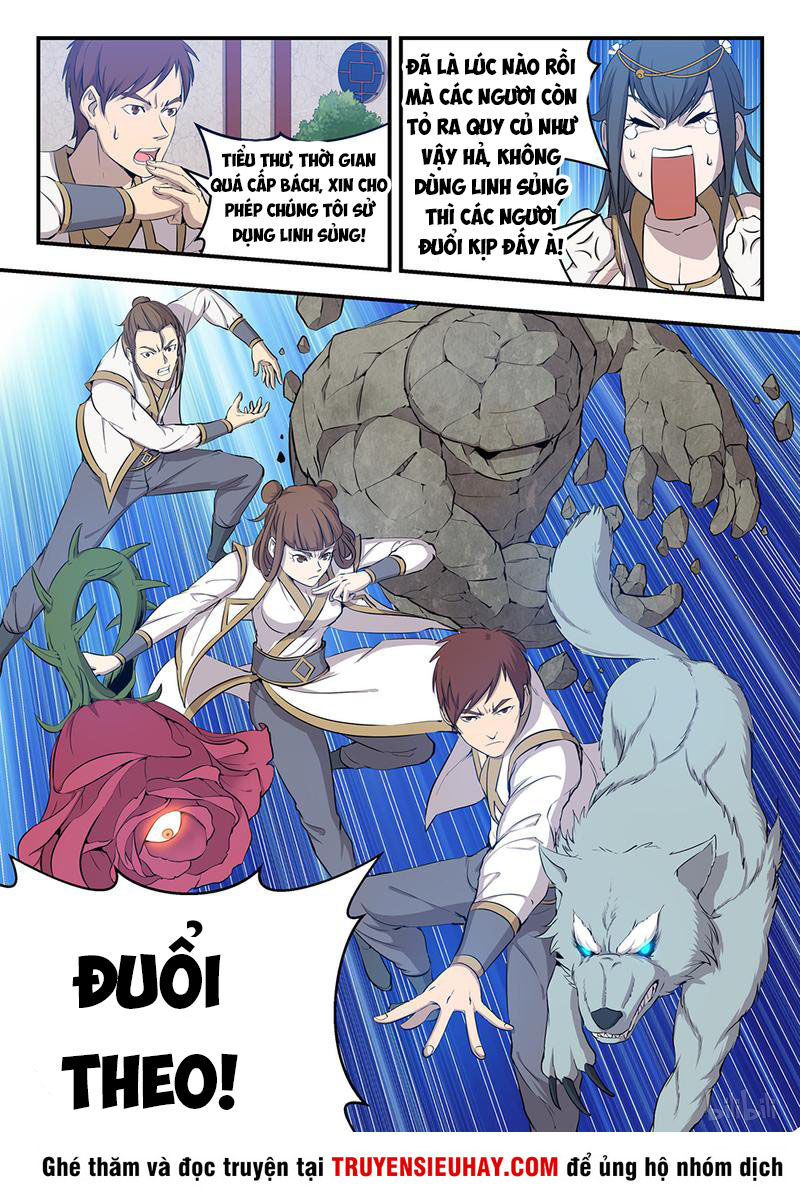 TIỂU THƯ, THỜI GIAN
QUÁ CẤP BÁCH, XIN CHO
PHÉP CHÚNG TÔI SỬ
DỤNG LINH SỦNG!
ĐÃ LÀ LÚC NÀO RỒI
MÀ CÁC NGƯƠI CÒN
TỎ RA QUY CỦ NHƯ
VẬY HẢ, KHÔNG
DÙNG LINH SỦNG
THÌ CÁC NGƯƠI
ĐUỔI KỊP ĐẤY À!
ĐUỔI
THEO!
bilibili
Ghé thăm và đọc truyện tại TRUYENSIEUHAY.COM để ủng hộ nhóm dịch